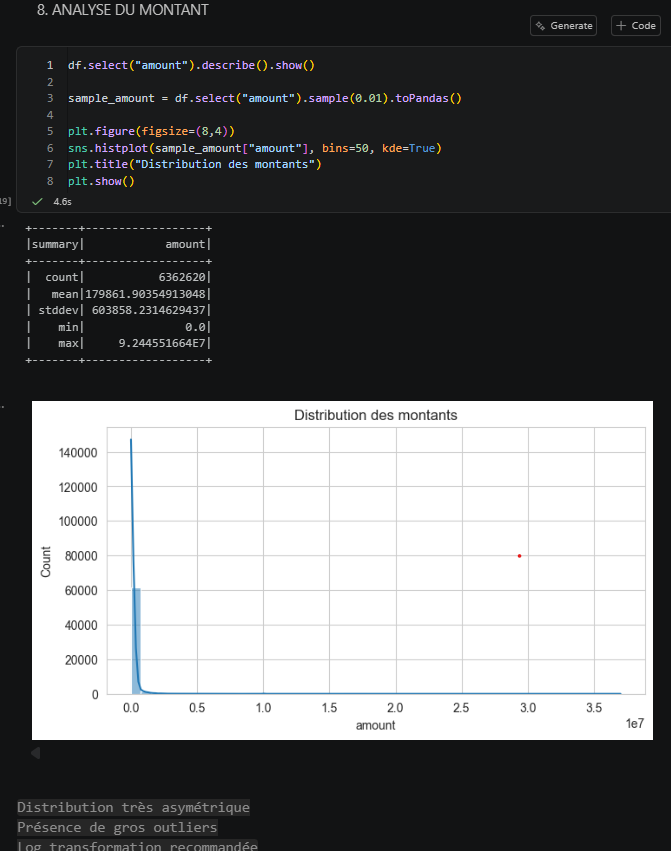 8. ANALYSE DU MONTANT
Generate
+ Code
1 df.select("amount").describe().show()
2
3 sample_amount = df.select("amount").sample(0.01).toPandas()
4
5 plt.figure(figsize=(8,4))
6 sns.histplot(sample_amount["amount"], bins=50, kde=True)
7 plt.title("Distribution des montants")
8 plt.show()
19]
4.6s
+-------+------------------+
|summary| amount|
+-------+------------------+
| count| 6362620|
| mean|179861.90354913048|
| stddev| 603858.2314629437|
| min| 0.0|
| max| 9.244551664E7|
+-------+------------------+
Distribution des montants
140000
120000
100000
80000
60000
40000
20000
0
Count
0.0 0.5 1.0 1.5 2.0 2.5 3.0 3.5
1e7
amount
Distribution très asymétrique
Présence de gros outliers
Log transformation recommandée